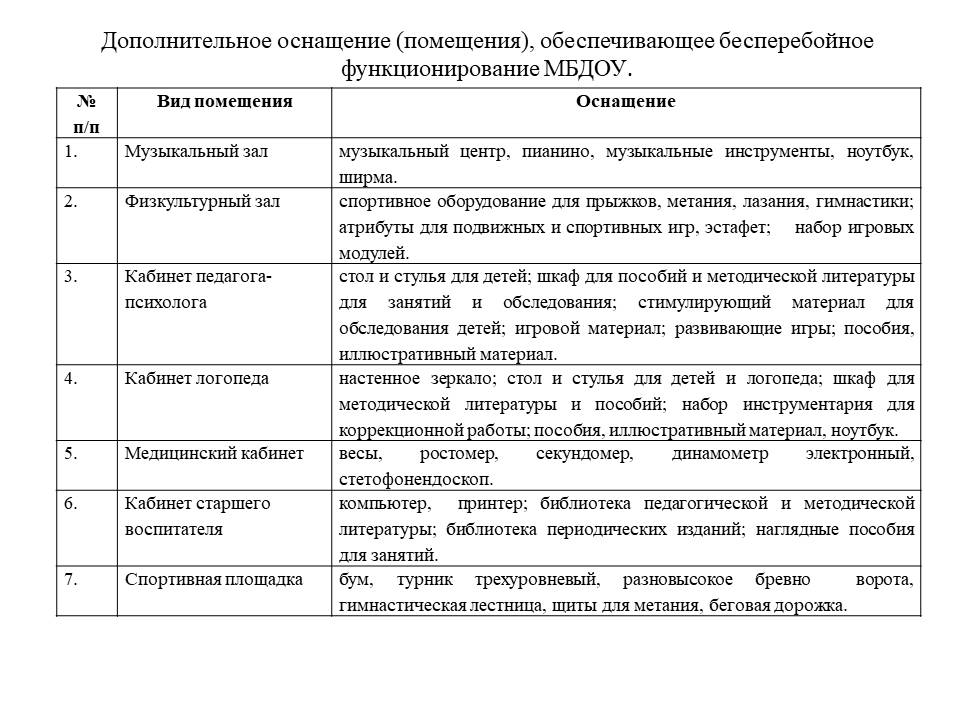 Дополнительное оснащение (помещения), обеспечивающее бесперебойное
функционирование МБДОУ.
№
п/п
Вид помещения
Оснащение
1.
Музыкальный зал
музыкальный центр, пианино, музыкальные инструменты, ноутбук,
ширма.
2.
Физкультурный зал
спортивное оборудование для прыжков, метания, лазания, гимнастики;
атрибуты для подвижных и спортивных игр, эстафет; набор игровых
модулей.
3.
Кабинет педагога-
психолога
стол и стулья для детей; шкаф для пособий и методической литературы
для занятий и обследования; стимулирующий материал для
обследования детей; игровой материал; развивающие игры; пособия,
иллюстративный материал.
4.
Кабинет логопеда
настенное зеркало; стол и стулья для детей и логопеда; шкаф для
методической литературы и пособий; набор инструментария для
коррекционной работы; пособия, иллюстративный материал, ноутбук.
5.
Медицинский кабинет
весы, ростомер, секундомер, динамометр электронный,
стетофонендоскоп.
6.
Кабинет старшего
воспитателя
компьютер, принтер; библиотека педагогической и методической
литературы; библиотека периодических изданий; наглядные пособия
для занятий.
7.
Спортивная площадка
бум, турник трехуровневый, разновысокое бревно ворота,
гимнастическая лестница, щиты для метания, беговая дорожка.